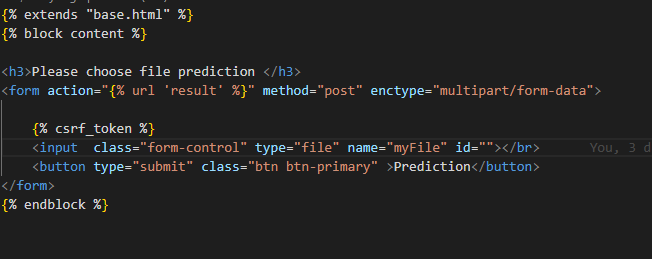 {% extends "base.html" %}
{% block content %}
<h3>Please choose file prediction </h3>
<form action="{% url 'result' %}" method="post" enctype="multipart/form-data">
{% csrf_token %}
<input  class="form-control" type="file" name="myFile" id=""></br> You, 3 d
<button type="submit" class="btn btn-primary" >Prediction</button>
</form>
{% endblock %}